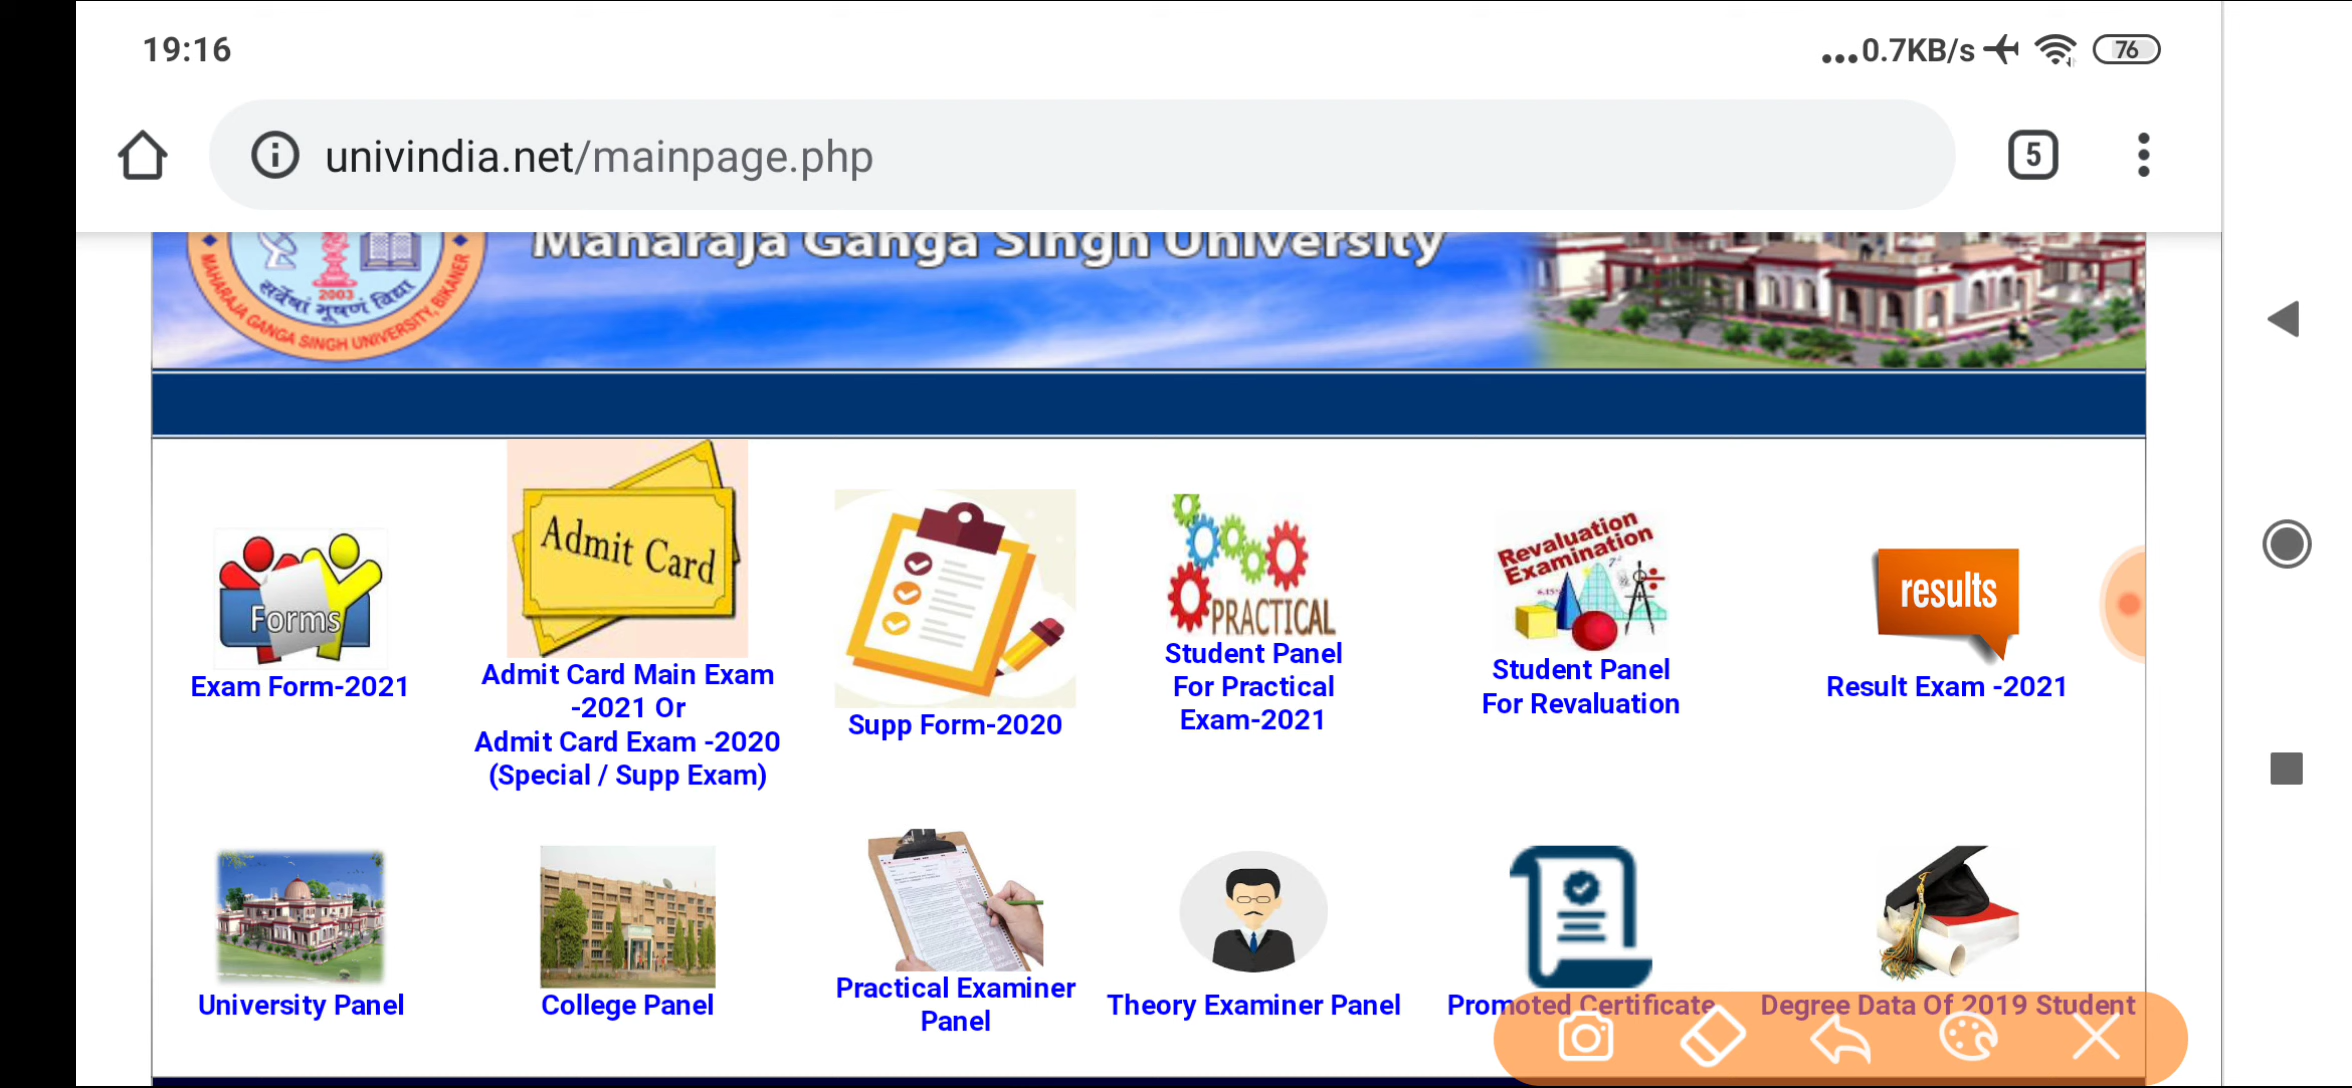 19:16
...0.7KB/s
76
univindia.net/mainpage.php
5
Maharaja Ganga Singh University
2003
सर्वेषां भूषणं विद्या
MAHARAJA GANGA SINGH UNIVERSITY, BIKANER
Forms
Exam Form-2021
Admit Card
Admit Card Main Exam
-2021 Or
Admit Card Exam -2020
(Special / Supp Exam)
Supp Form-2020
PRACTICAL
Student Panel
For Practical
Exam-2021
Revaluation
Examination
Student Panel
For Revaluation
results
Result Exam -2021
University Panel
College Panel
Practical Examiner
Panel
Theory Examiner Panel
Promoted Certificate
Degree Data Of 2019 Student